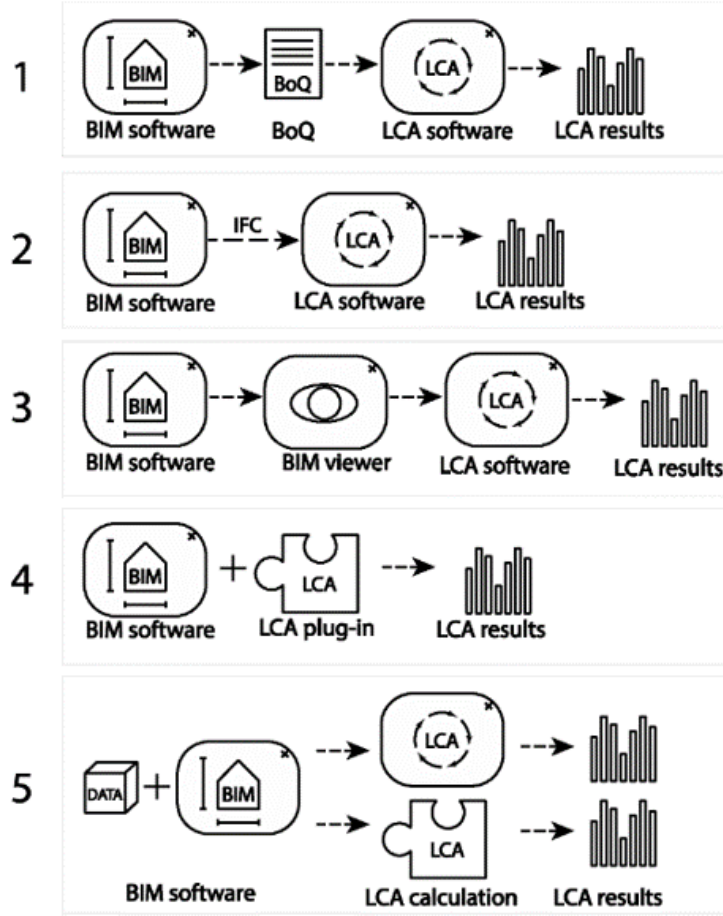 1
BIM
BoQ
LCA
BIM software
BoQ
LCA software
LCA results
2
BIM
IFC
LCA
BIM software
LCA software
LCA results
3
BIM
LCA
BIM software
BIM viewer
LCA software
LCA results
4
BIM
+
LCA
BIM software
LCA plug-in
LCA results
5
LCA
DATA
+
BIM
LCA
BIM software
LCA calculation
LCA results